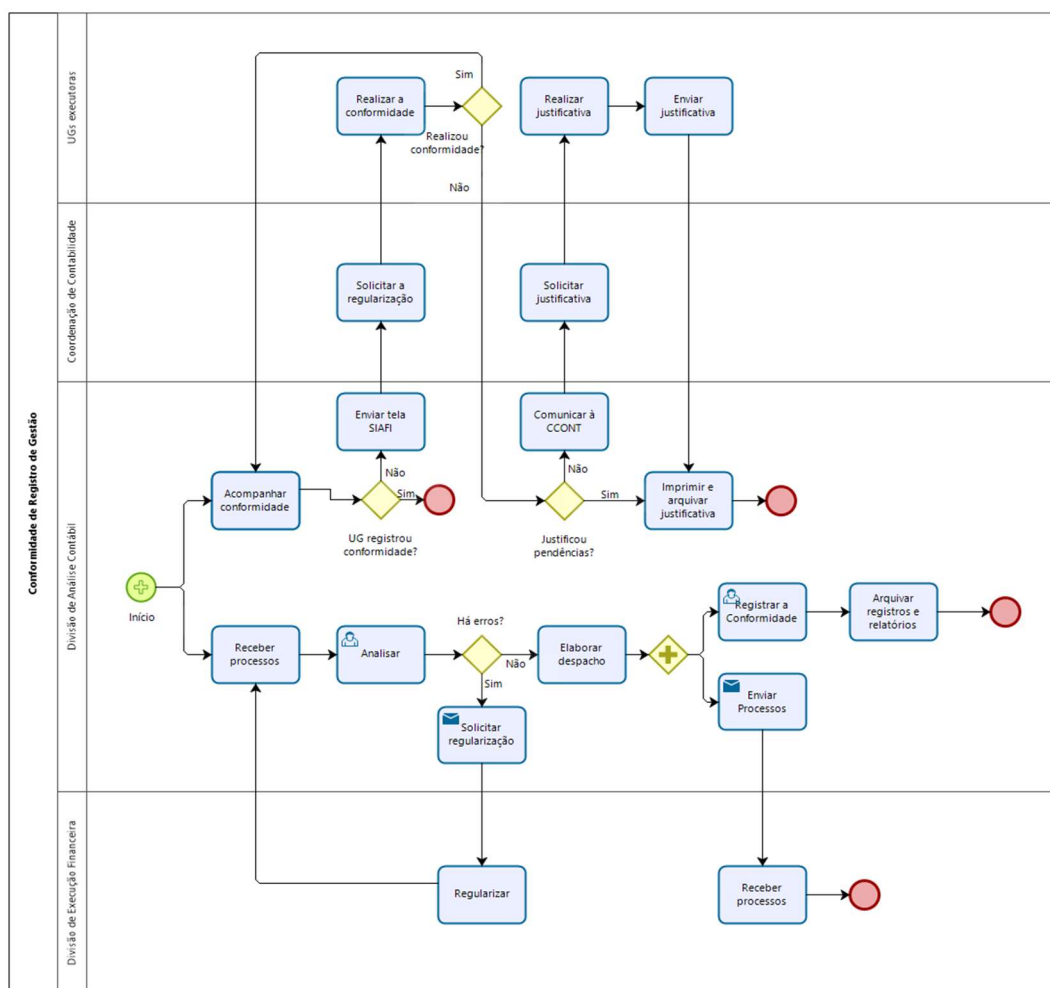 Conformidade de Registro de Gestão
UGs executoras
Sim
Realizar a
conformidade
Realizou
conformidade?
Não
Realizar
justificativa
Enviar
justificativa
Coordenação de Contabilidade
Solicitar a
regularização
Solicitar
justificativa
Divisão de Análise Contábil
Enviar tela
SIAFI
Comunicar à
CCONT
Não
Não
Acompanhar
conformidade
Sim
UG registrou
conformidade?
Sim
Justificou
pendências?
Imprimir e
arquivar
justificativa
Início
Receber
processos
Analisar
Há erros?
Não
Sim
Elaborar
despacho
Registrar a
Conformidade
Arquivar
registros e
relatórios
Solicitar
regularização
Enviar
Processos
Divisão de Execução Financeira
Regularizar
Receber
processos